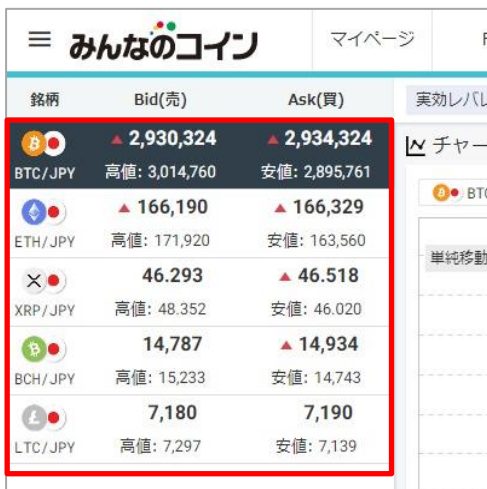 みんなのコイン
マイページ
銘柄 Bid(売) Ask(買)
実効レバレ
BTC/JPY ▲ 2,930,324 ▲ 2,934,324
高値: 3,014,760 安値: 2,895,761
チャー
BT
ETH/JPY ▲ 166,190 ▲ 166,329
高値: 171,920 安値: 163,560
単純移動
XRP/JPY 46.293 ▲ 46.518
高値: 48.352 安値: 46.020
BCH/JPY 14,787 ▲ 14,934
高値: 15,233 安値: 14,743
LTC/JPY 7,180 7,190
高値: 7,297 安値: 7,139